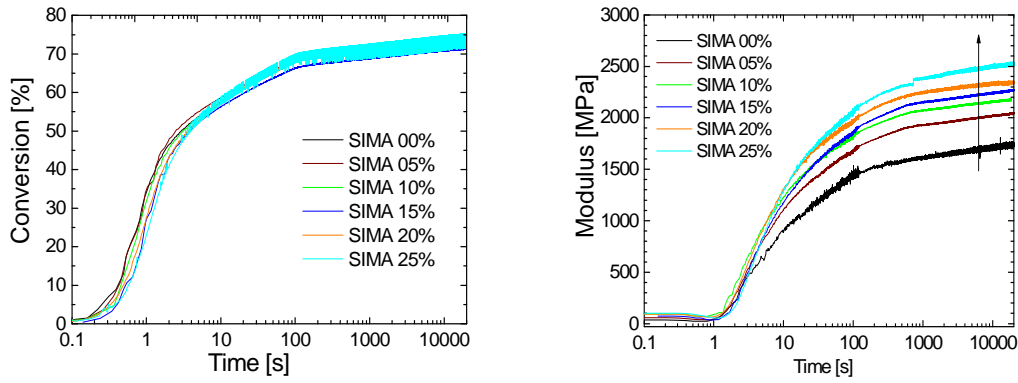 80
70
60
50
40
30
20
10
0
Conversion [%]
SIMA 00%
SIMA 05%
SIMA 10%
SIMA 15%
SIMA 20%
SIMA 25%
0.1 1 10 100 1000 10000
Time [s]
3000
2500
2000
1500
1000
500
0
Modulus [MPa]
SIMA 00%
SIMA 05%
SIMA 10%
SIMA 15%
SIMA 20%
SIMA 25%
0.1 1 10 100 1000 10000
Time [s]